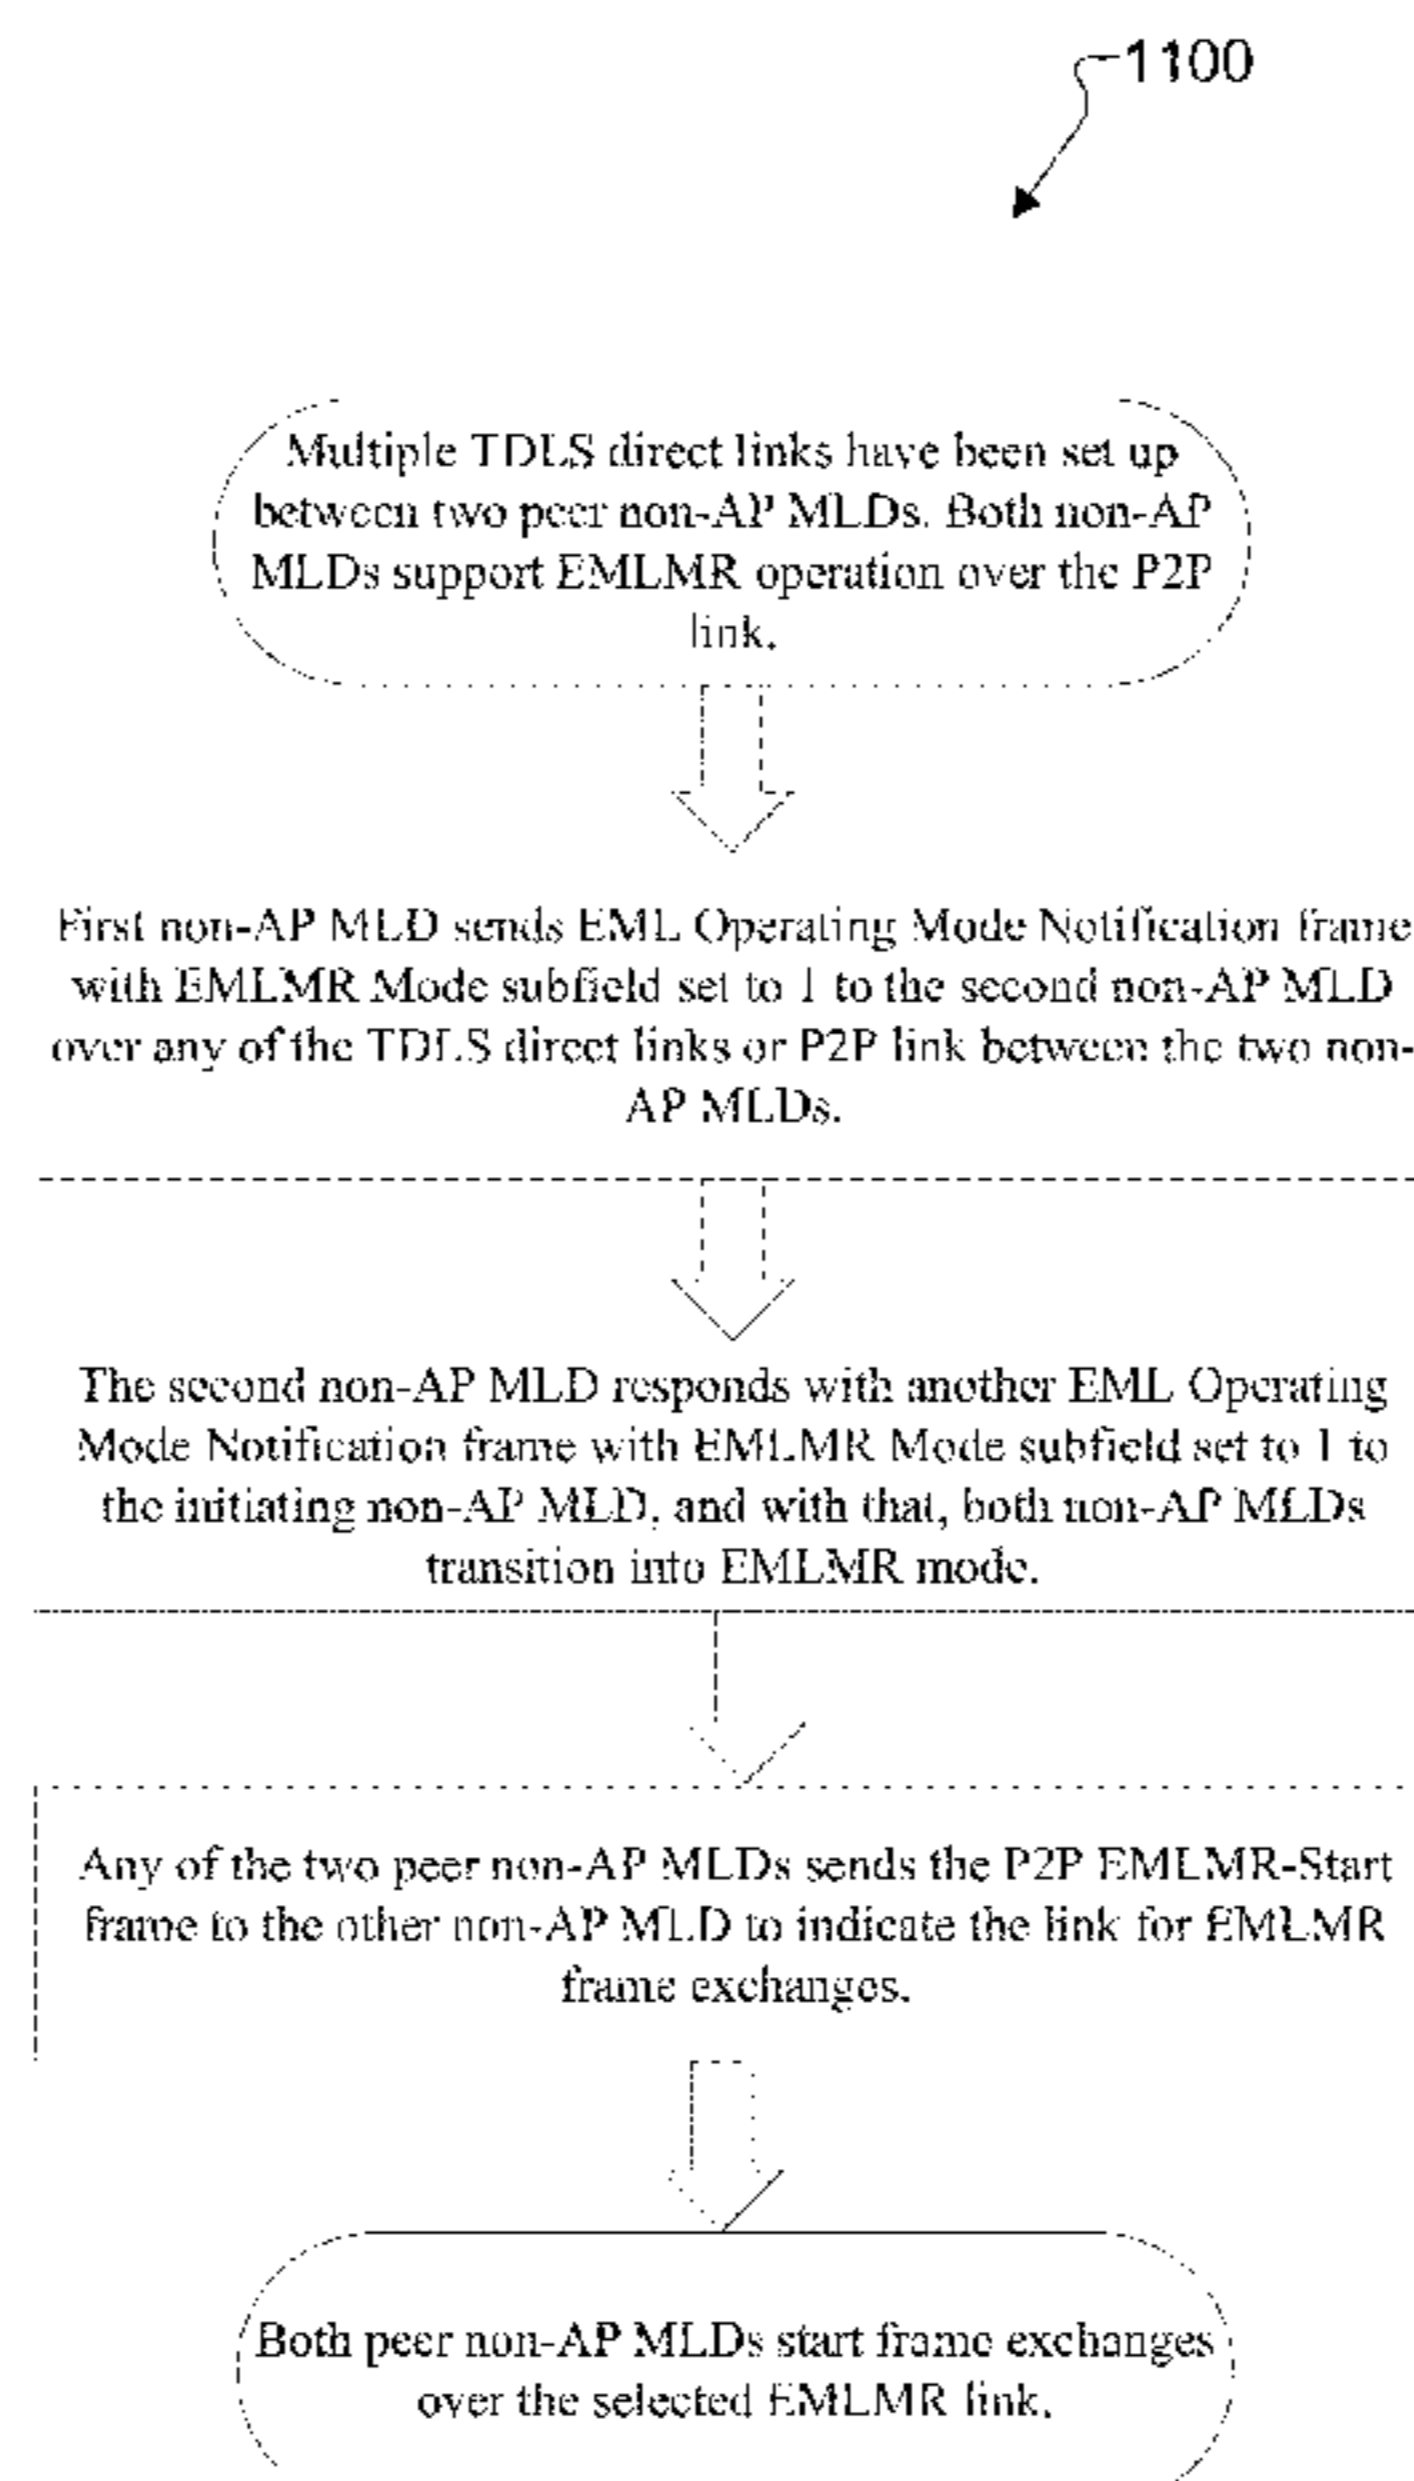 1100
Multiple TDLS direct links have been set up
between two peer non-AP MLDs. Both non-AP
MLDs support EMLMR operation over the P2P
link.
First non-AP MLD sends EML Operating Mode Notification frame
with EMLMR Mode subfield set to 1 to the second non-AP MLD
over any of the TDLS direct links or P2P link between the two non-
AP MLDs.
The second non-AP MLD responds with another EML Operating
Mode Notification frame with EMLMR Mode subfield set to 1 to
the initiating non-AP MLD, and with that, both non-AP MLDs
transition into EMLMR mode.
Any of the two peer non-AP MLDs sends the P2P EMLMR-Start
frame to the other non-AP MLD to indicate the link for EMLMR
frame exchanges.
Both peer non-AP MLDs start frame exchanges
over the selected EMLMR link.